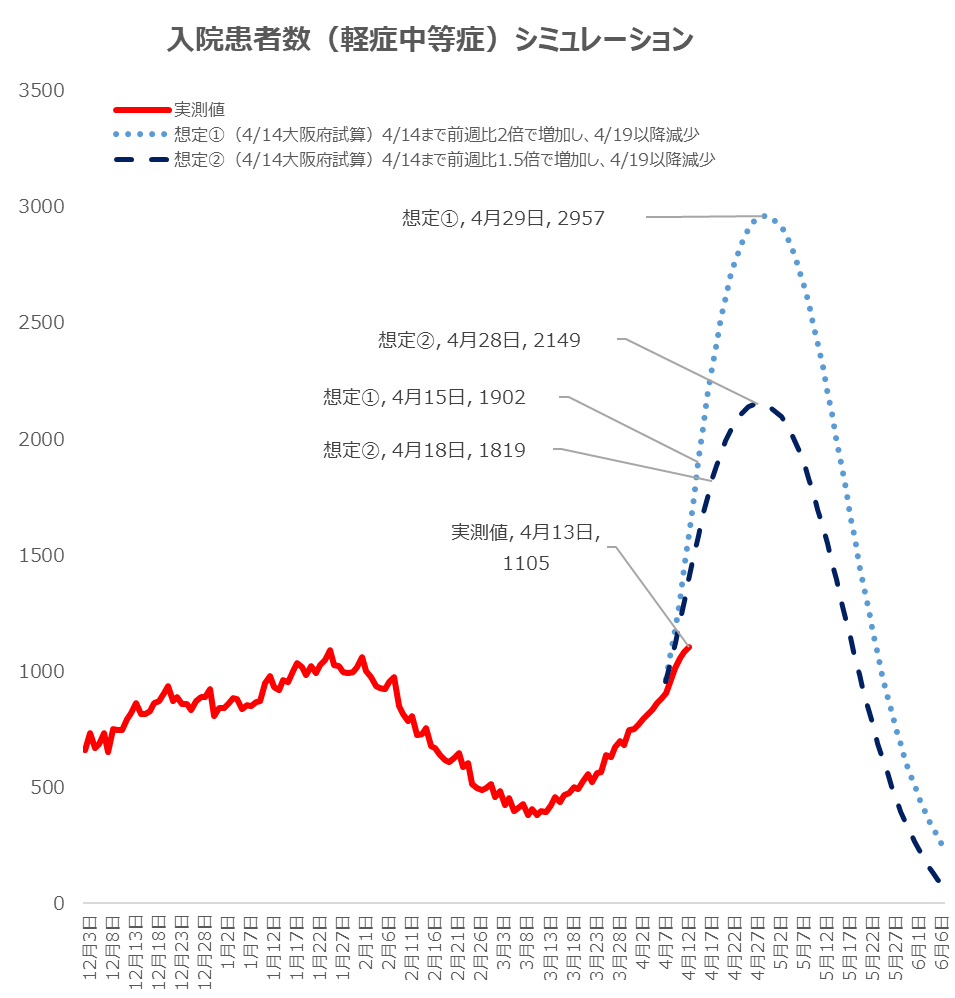 入院患者数（軽症中等症）シミュレーション
3500
実測値
想定①（4/14大阪府試算）4/14まで前週比2倍で増加し、4/19以降減少
想定②（4/14大阪府試算）4/14まで前週比1.5倍で増加し、4/19以降減少
3000
想定①, 4月29日, 2957
2500
想定②, 4月28日, 2149
想定①, 4月15日, 1902
2000
想定②, 4月18日, 1819
実測値, 4月13日,
1105
1500
1000
500
0
12月3日
12月8日
12月13日
12月18日
12月23日
12月28日
1月2日
1月7日
1月12日
1月17日
1月22日
1月27日
2月1日
2月6日
2月11日
2月16日
2月21日
2月26日
3月3日
3月8日
3月13日
3月18日
3月23日
3月28日
4月2日
4月7日
4月12日
4月17日
4月22日
4月27日
5月2日
5月7日
5月12日
5月17日
5月22日
5月27日
6月1日
6月6日